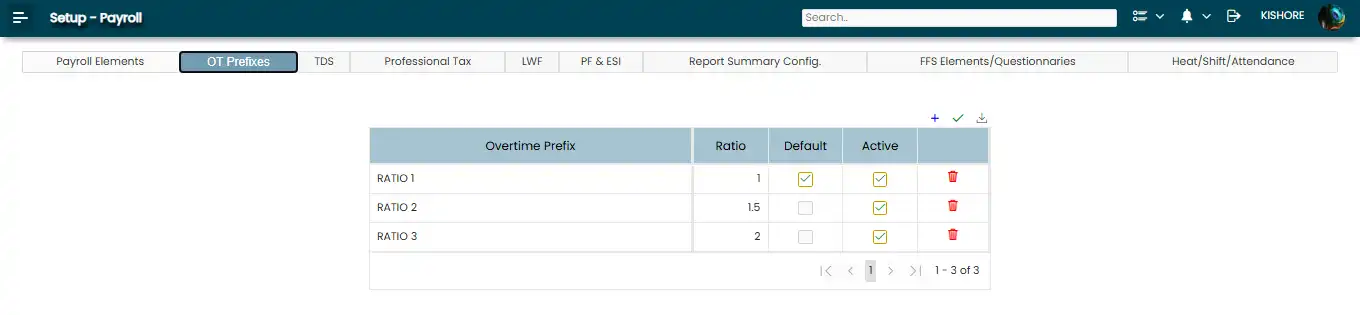 Setup - Payroll
Search..
KISHORE
Payroll Elements
OT Prefixes
TDS
Professional Tax
LWF
PF & ESI
Report Summary Config.
FFS Elements/Questionnaries
Heat/Shift/Attendance
Overtime Prefix Ratio Default Active
RATIO 1 1
RATIO 2 1.5
RATIO 3 2
1 1 - 3 of 3